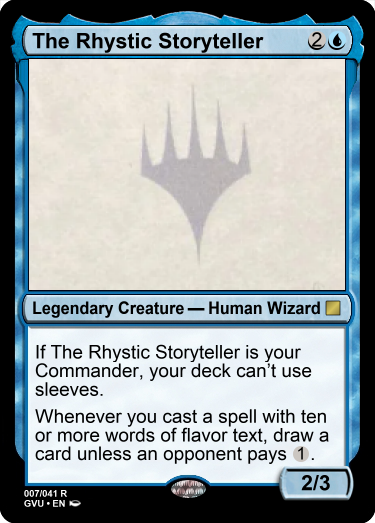 The Rhystic Storyteller 2
Legendary Creature — Human Wizard
If The Rhystic Storyteller is your
Commander, your deck can't use
sleeves.
Whenever you cast a spell with ten
or more words of flavor text, draw a
card unless an opponent pays 1.
2/3
007/041 R
GVU • EN